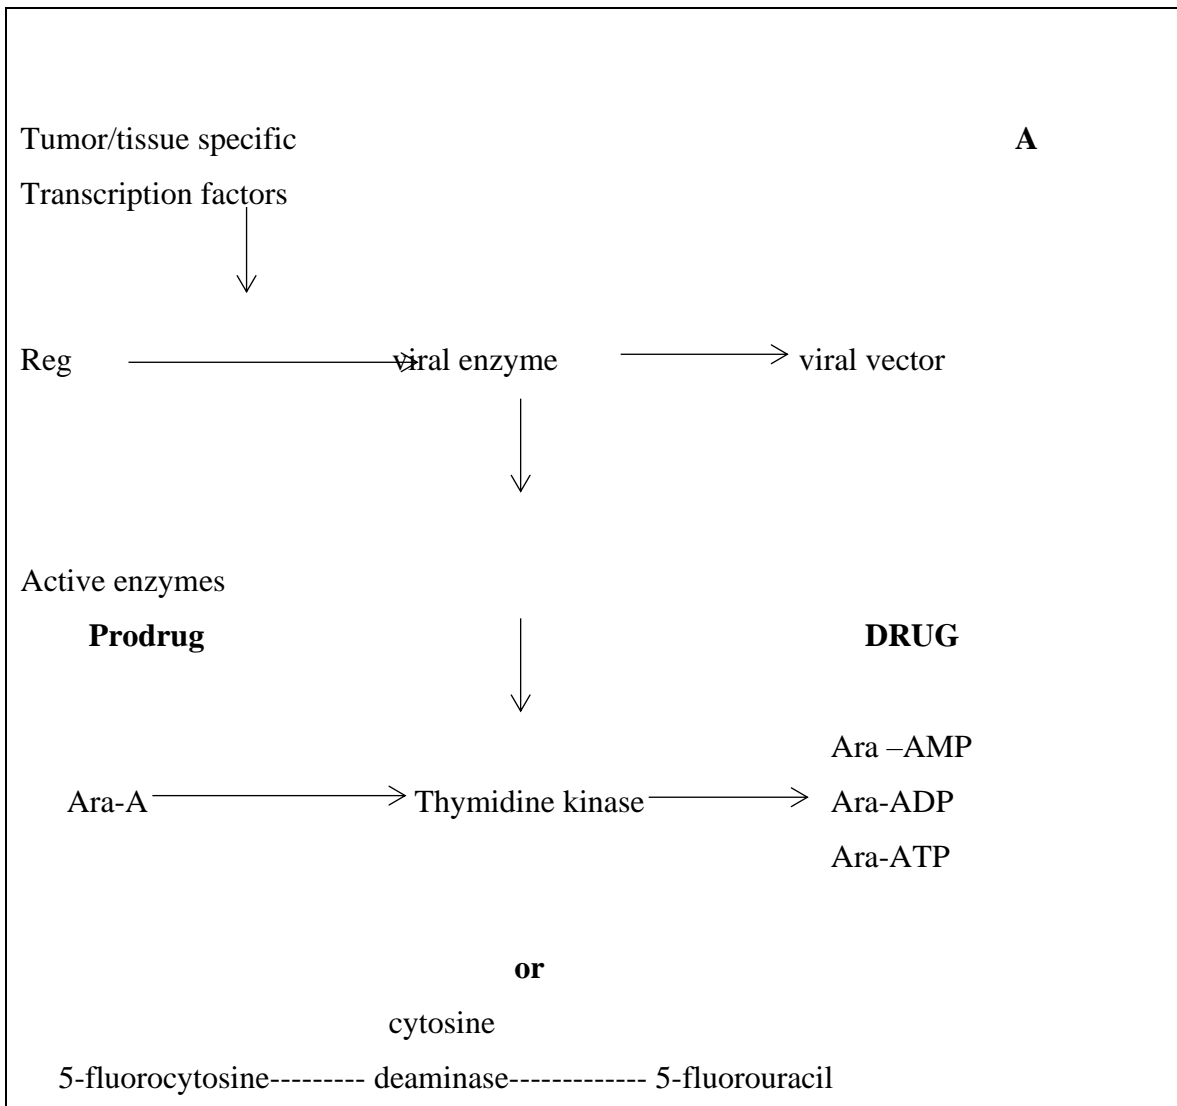 Tumor/tissue specific A
Transcription factors
Reg viral enzyme viral vector
Active enzymes
Prodrug DRUG
Ara –AMP
Ara-A Thymidine kinase Ara-ADP
Ara-ATP
or
cytosine
5-fluorocytosine--------- deaminase------------- 5-fluorouracil